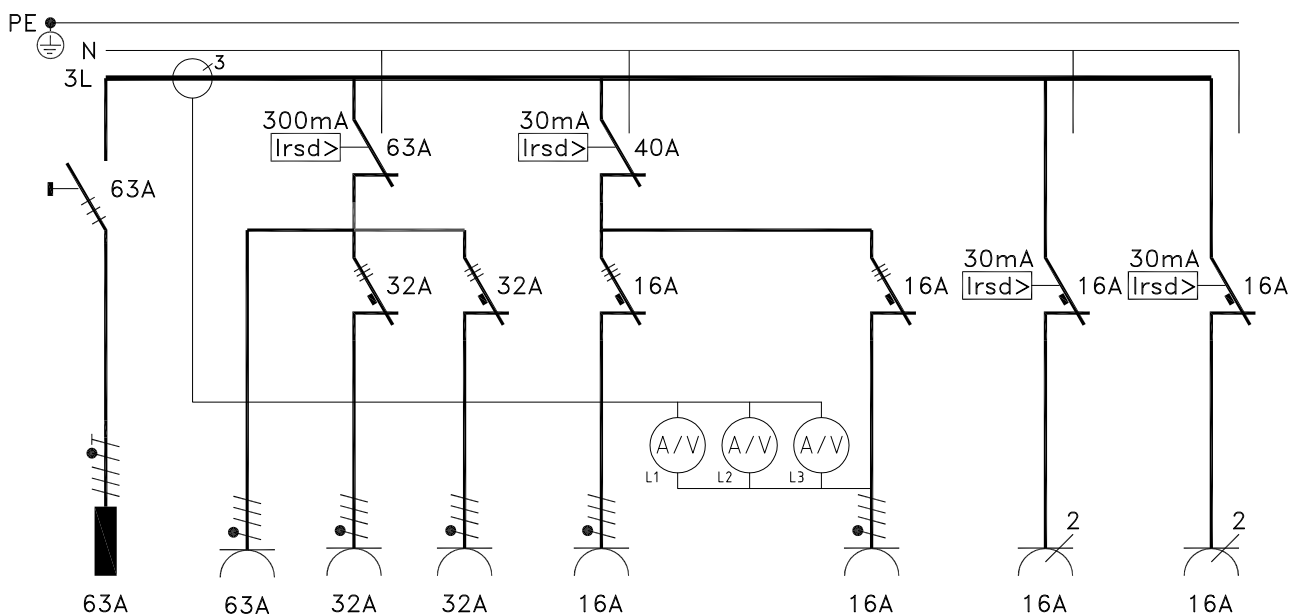 PE
N
3L
3
300mA
Irsd>
63A
30mA
Irsd>
40A
63A
32A
32A
16A
16A
30mA
Irsd>
16A
30mA
Irsd>
16A
A/V
A/V
A/V
L1
L2
L3
2
2
63A
63A
32A
32A
16A
16A
16A
16A